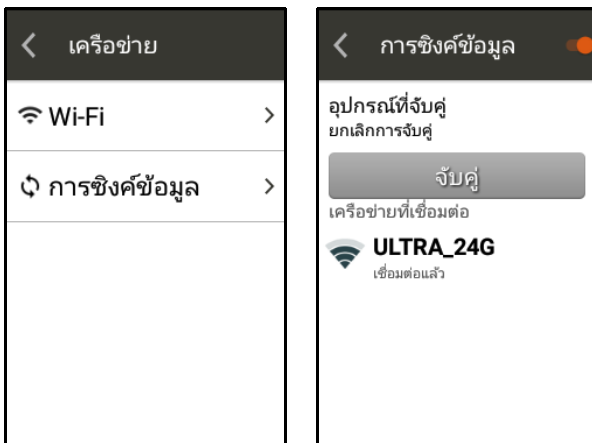 เครือข่าย
Wi-Fi
การซิงค์ข้อมูล
การซิงค์ข้อมูล
อุปกรณ์ที่จับคู่
ยกเลิกการจับคู่
จับคู่
เครือข่ายที่เชื่อมต่อ
ULTRA_24G
เชื่อมต่อแล้ว